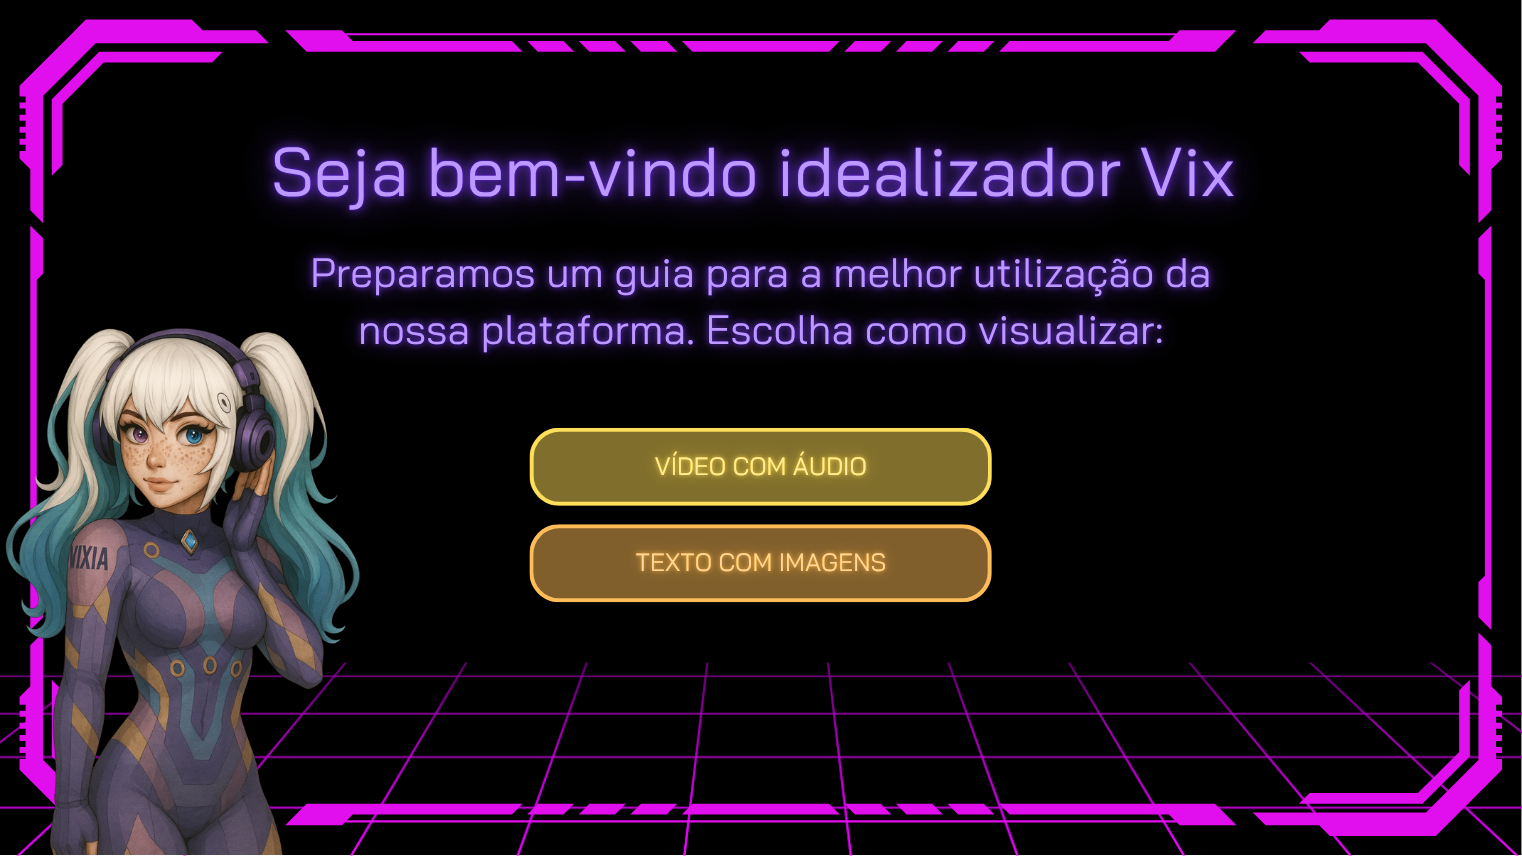 Seja bem-vindo idealizador Vix
Preparamos um guia para a melhor utilização da
nossa plataforma. Escolha como visualizar:
VÍDEO COM ÁUDIO
TEXTO COM IMAGENS
VIXIA